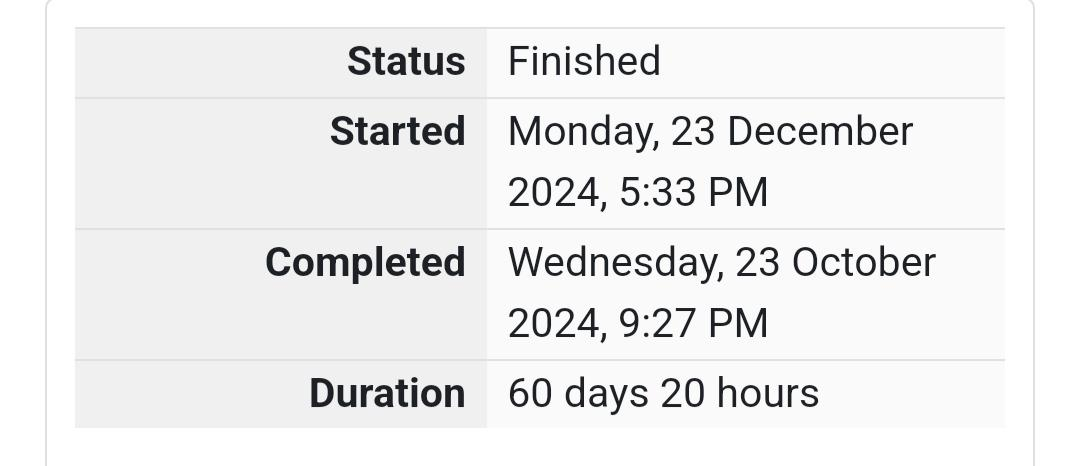 Status Finished
Started Monday, 23 December
2024, 5:33 PM
Completed Wednesday, 23 October
2024, 9:27 PM
Duration 60 days 20 hours